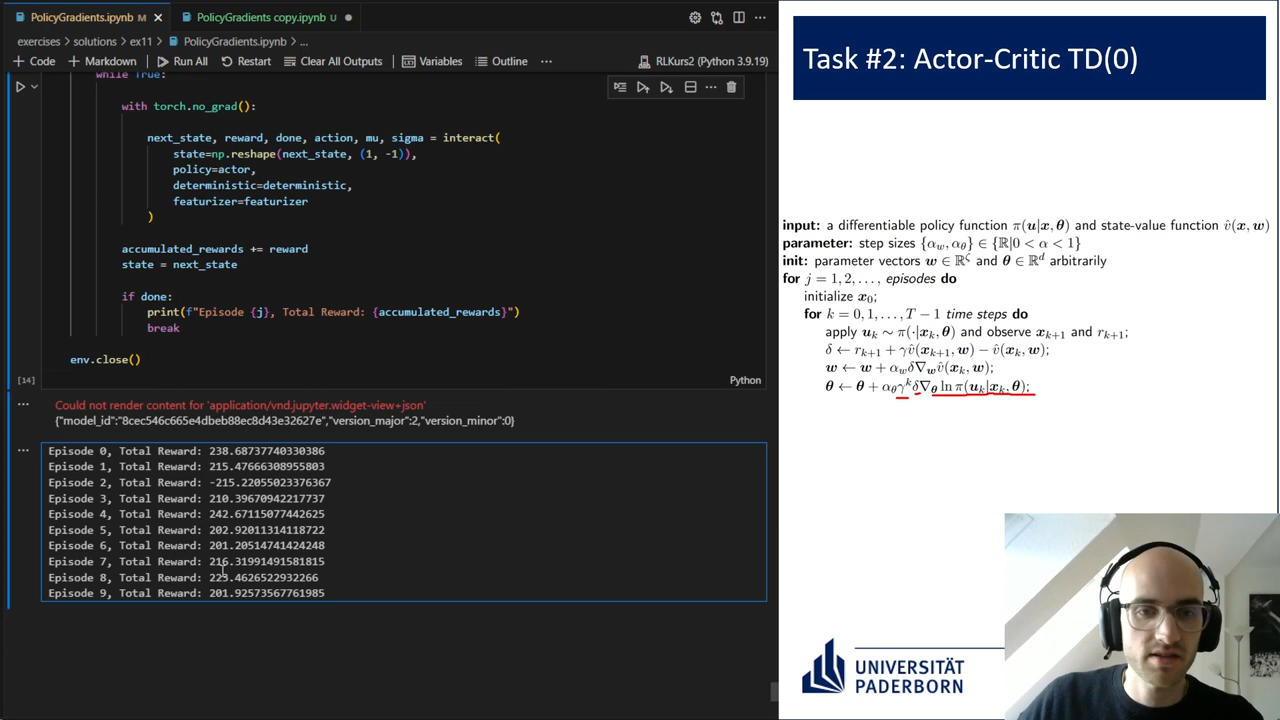 PolicyGradients.ipynb M
PolicyGradients copy.ipynb U
exercises > solutions > ex11 > PolicyGradients.ipynb > ...
+ Code + Markdown Run All Restart Clear All Outputs Variables Outline ... RLKurs2 (Python 3.9.19)
while True:
with torch.no_grad():
next_state, reward, done, action, mu, sigma = interact(
state=np.reshape(next_state, (1, -1)),
policy=actor,
deterministic=deterministic,
featurizer=featurizer
)
accumulated_rewards += reward
state = next_state
if done:
print(f"Episode {j}, Total Reward: {accumulated_rewards}")
break
env.close()
[14] Python
Could not render content for 'application/vnd.jupyter.widget-view+json'
{"model_id":"8cec546c665e4dbeb88ec8d43e32627e","version_major":2,"version_minor":0}
Episode 0, Total Reward: 238.68737740330386
Episode 1, Total Reward: 215.47666308955803
Episode 2, Total Reward: -215.22055023376367
Episode 3, Total Reward: 210.39670942217737
Episode 4, Total Reward: 242.67115077442625
Episode 5, Total Reward: 202.92011314118722
Episode 6, Total Reward: 201.20514741424248
Episode 7, Total Reward: 216.31991491581815
Episode 8, Total Reward: 223.4626522932266
Episode 9, Total Reward: 201.92573567761985
Task #2: Actor-Critic TD(0)
input: a differentiable policy function π(u|x, θ) and state-value function v̂(x, w)
parameter: step sizes {α_w, α_θ} ∈ {ℝ|0 < α < 1}
init: parameter vectors w ∈ ℝ^ζ and θ ∈ ℝ^d arbitrarily
for j = 1, 2, . . . , episodes do
initialize x_0;
for k = 0, 1, . . . , T − 1 time steps do
apply u_k ∼ π(·|x_k, θ) and observe x_{k+1} and r_{k+1};
δ ← r_{k+1} + γv̂(x_{k+1}, w) − v̂(x_k, w);
w ← w + α_w δ∇_w v̂(x_k, w);
θ ← θ + α_θ γ^k δ∇_θ ln π(u_k|x_k, θ);
UNIVERSITÄT
PADERBORN